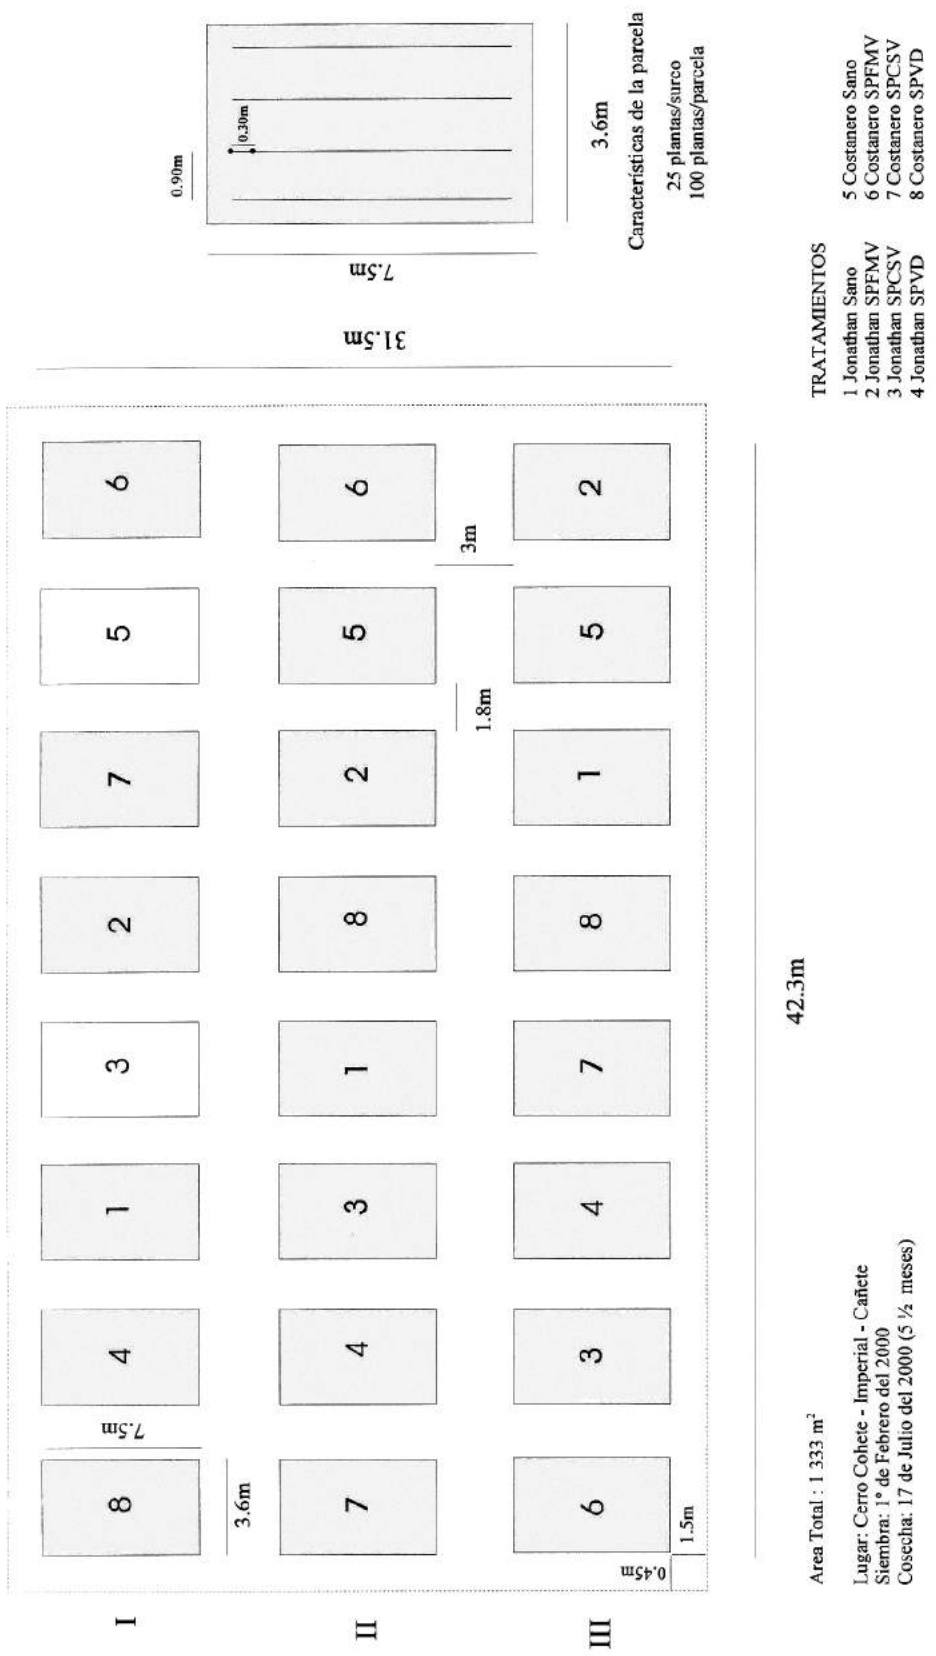 I
8
4
1
3
2
7
5
6
7.5m
3.6m
II
7
4
3
1
8
2
5
6
1.8m
3m
III
6
3
4
7
8
1
5
2
0.45m
1.5m
42.3m
31.5m
0.90m
0.30m
7.5m
3.6m
Características de la parcela
25 plantas/surco
100 plantas/parcela
Area Total : 1 333 m²
Lugar: Cerro Cohete - Imperial - Cañete
Siembra: 1° de Febrero del 2000
Cosecha: 17 de Julio del 2000 (5 ½ meses)
TRATAMIENTOS
1 Jonathan Sano
2 Jonathan SPFMV
3 Jonathan SPCSV
4 Jonathan SPVD
5 Costanero Sano
6 Costanero SPFMV
7 Costanero SPCSV
8 Costanero SPVD